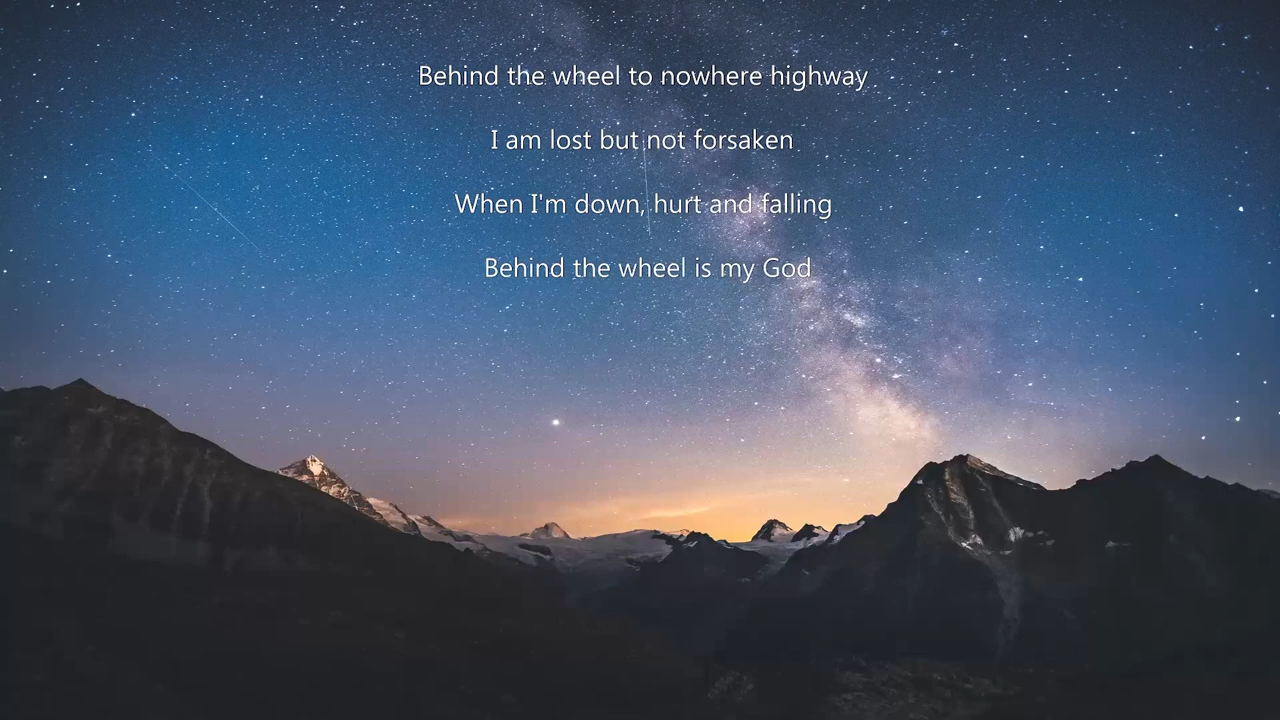 Behind the wheel to nowhere highway
I am lost but not forsaken
When I'm down, hurt and falling
Behind the wheel is my God